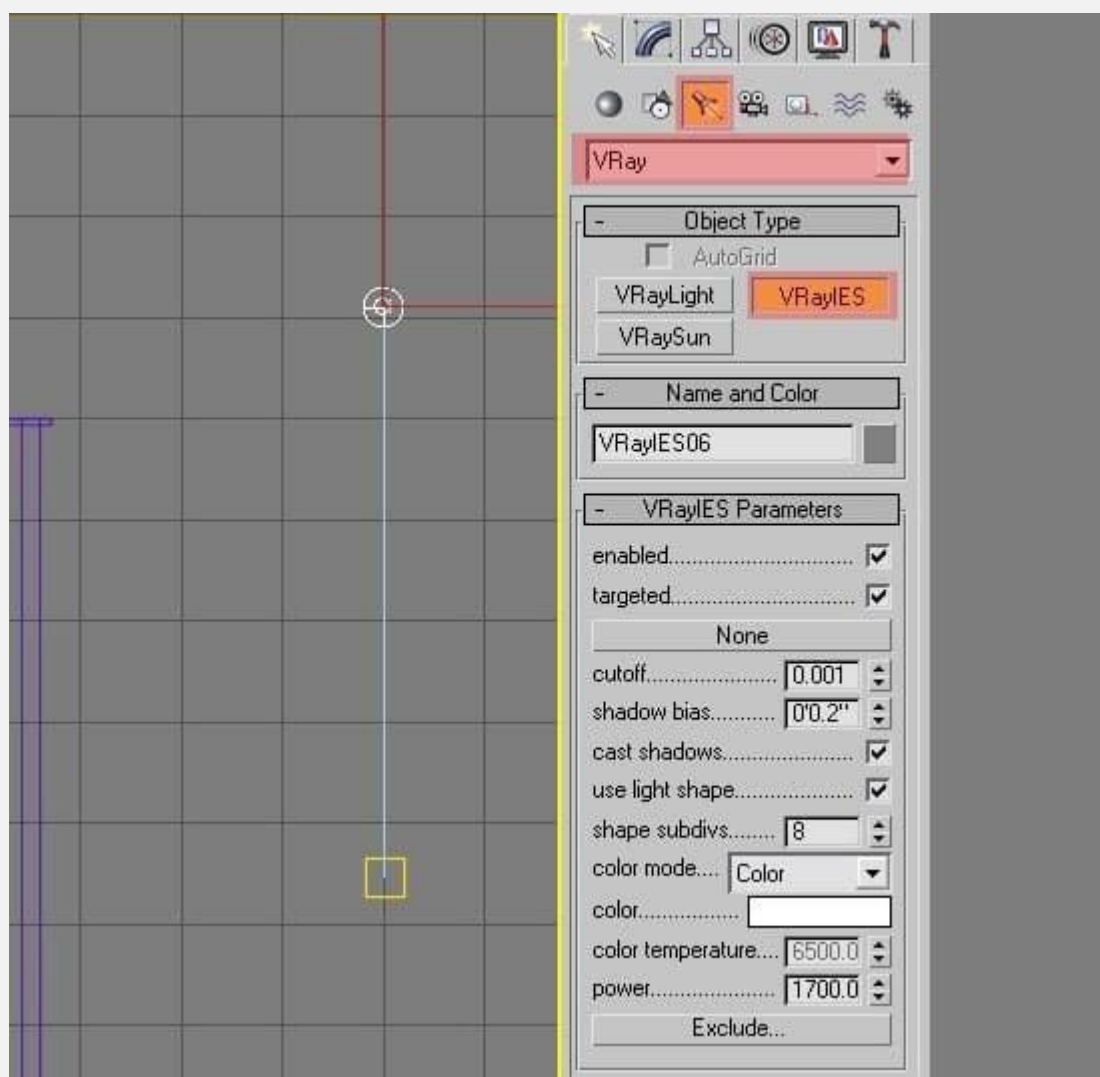 VRay
- Object Type
AutoGrid
VRayLight VRayIES
VRaySun
- Name and Color
VRayIES06
- VRayIES Parameters
enabled..............................
targeted.............................
None
cutoff...................... 0.001
shadow bias........... 0'0.2"
cast shadows......................
use light shape....................
shape subdivs........ 8
color mode.... Color
color.................
color temperature.... 6500.0
power..................... 1700.0
Exclude...